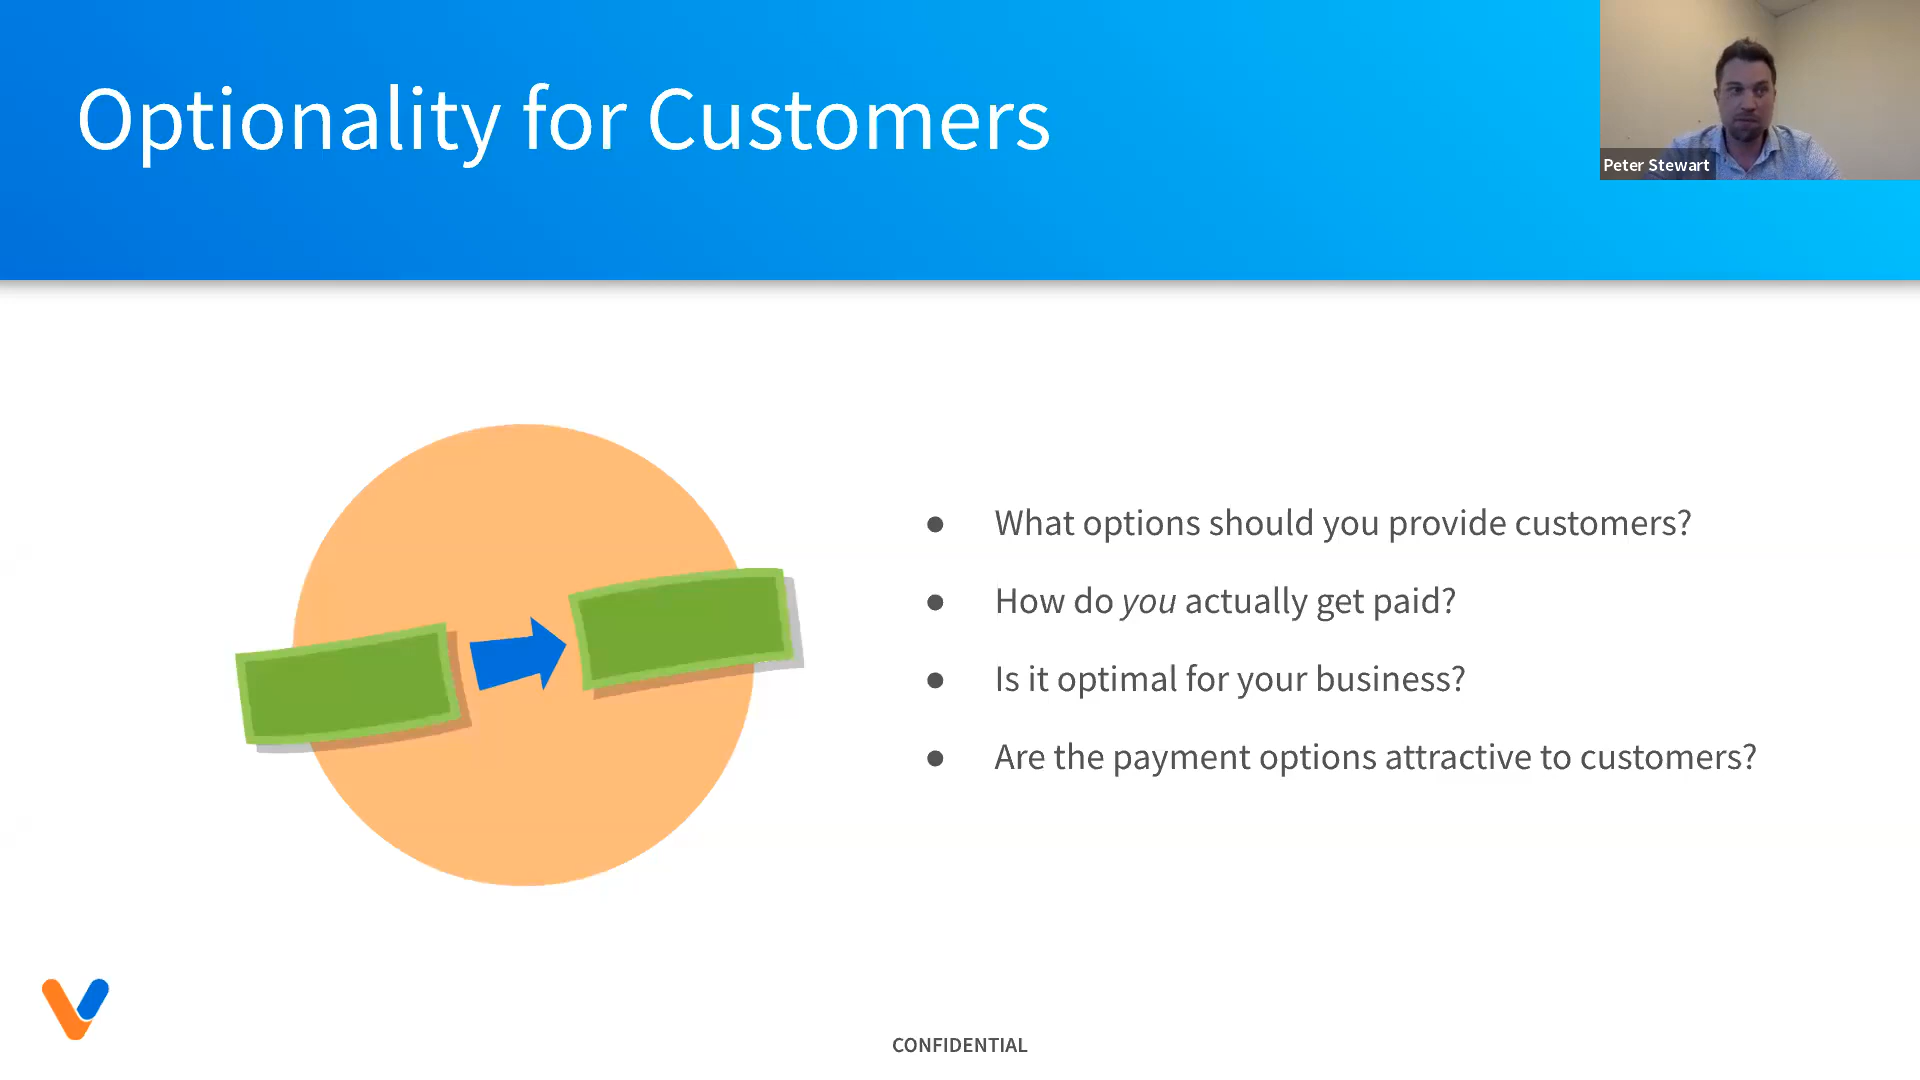 Optionality for Customers
Peter Stewart
● What options should you provide customers?
● How do you actually get paid?
● Is it optimal for your business?
● Are the payment options attractive to customers?
CONFIDENTIAL